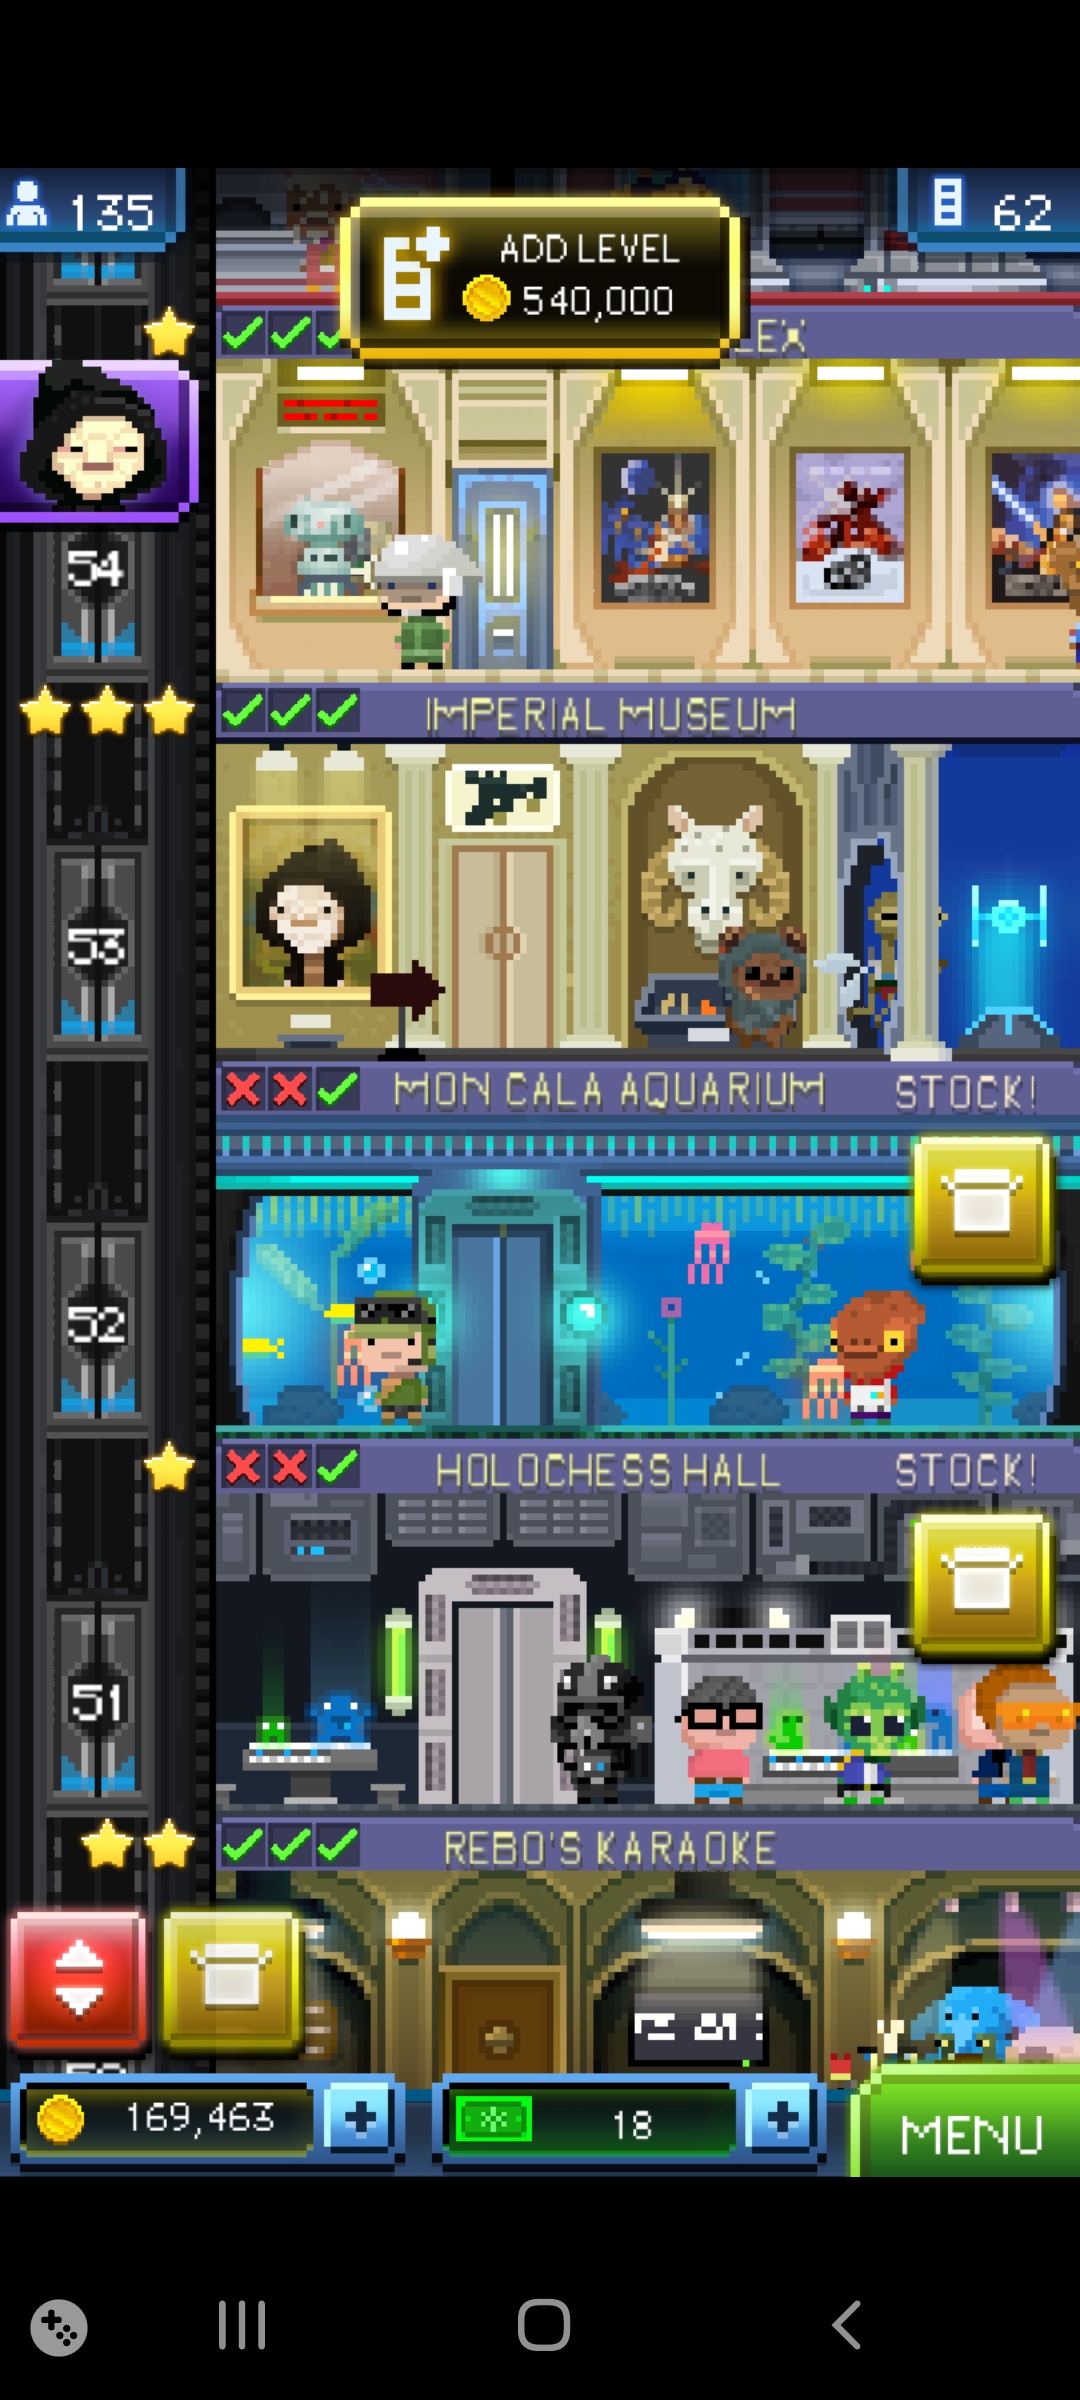 135
ADD LEVEL
540,000
62
LEX
54
IMPERIAL MUSEUM
53
MON CALA AQUARIUM STOCK!
52
HOLOCHESS HALL STOCK!
51
REBO'S KARAOKE
169,463
18
MENU